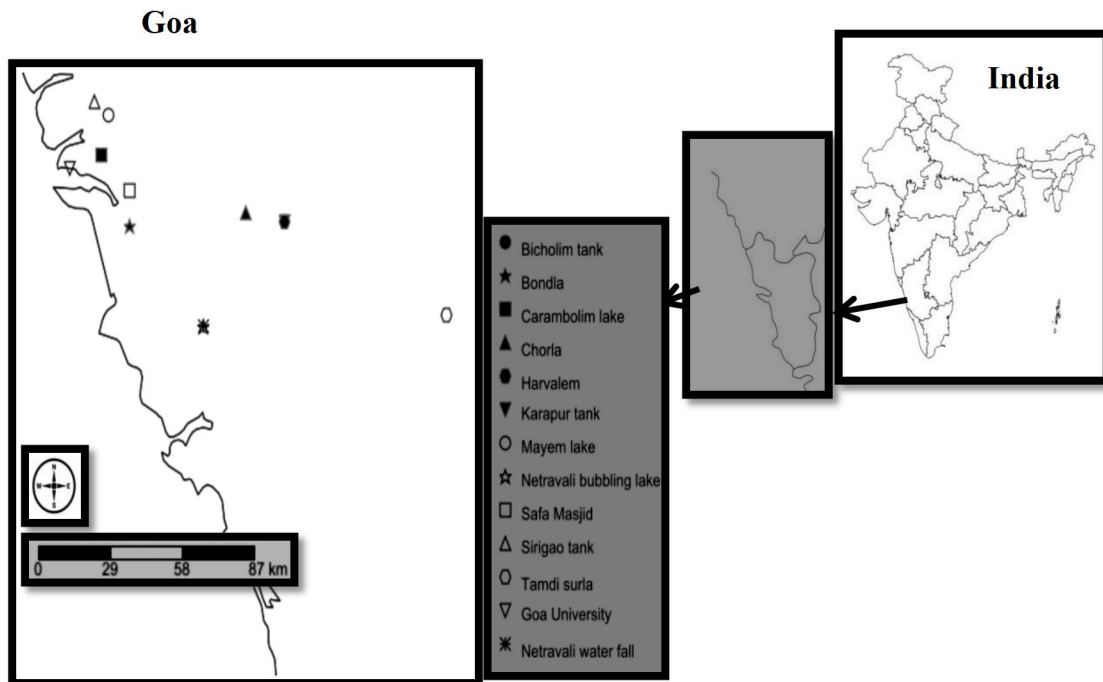 Goa
India
Bicholim tank
Bondla
Carambolim lake
Chorla
Harvalem
Karapur tank
Mayem lake
Netravali bubbling lake
Safa Masjid
Sirigao tank
Tamdi surla
Goa University
Netravali water fall
N
W E
S
0 29 58 87 km